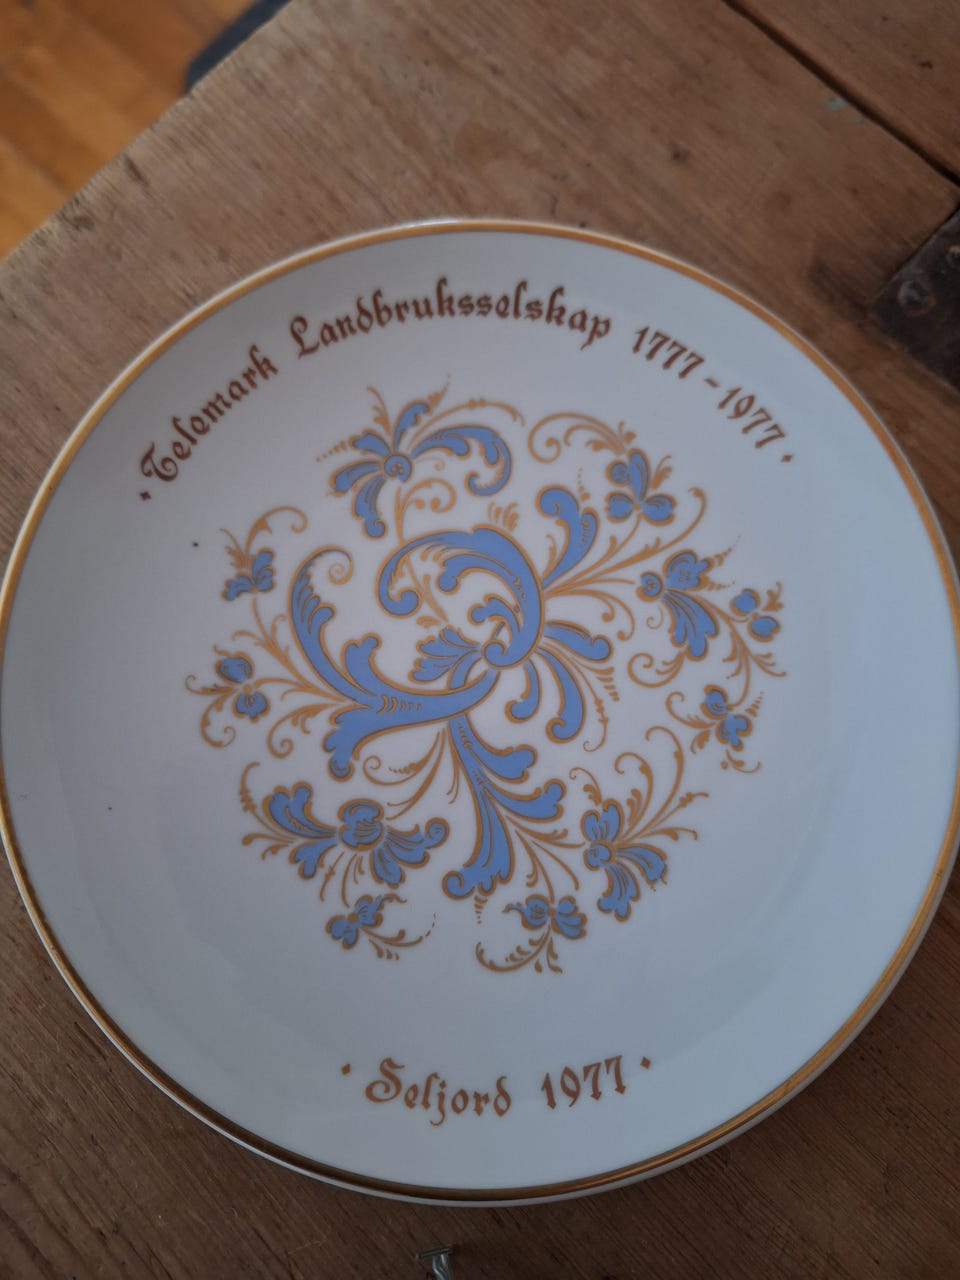 · Telemark Landbruksselskap 1777 - 1977 ·
· Seljord 1977 ·